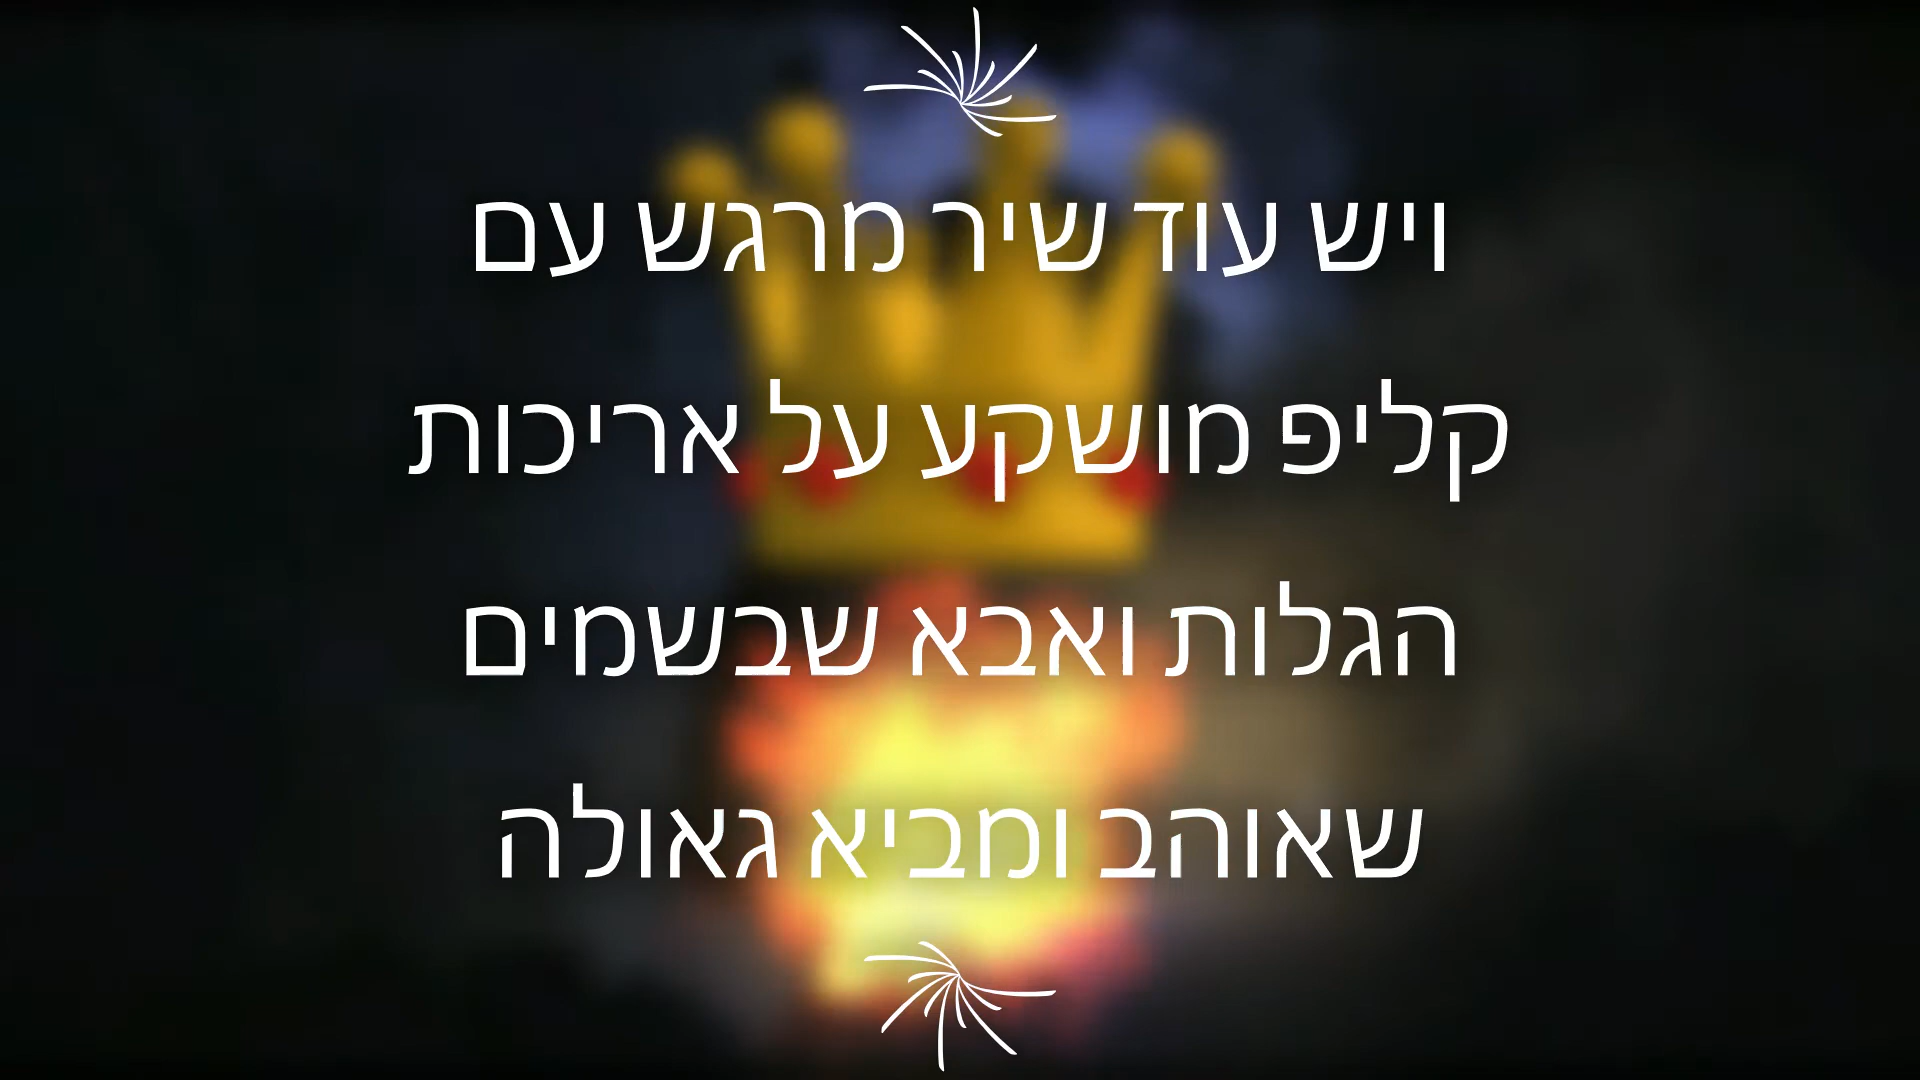 ויש עוד שיר מרגש עם
קליפ מושקע על אריכות
הגלות ואבא שבשמים
שאוהב ומביא גאולה